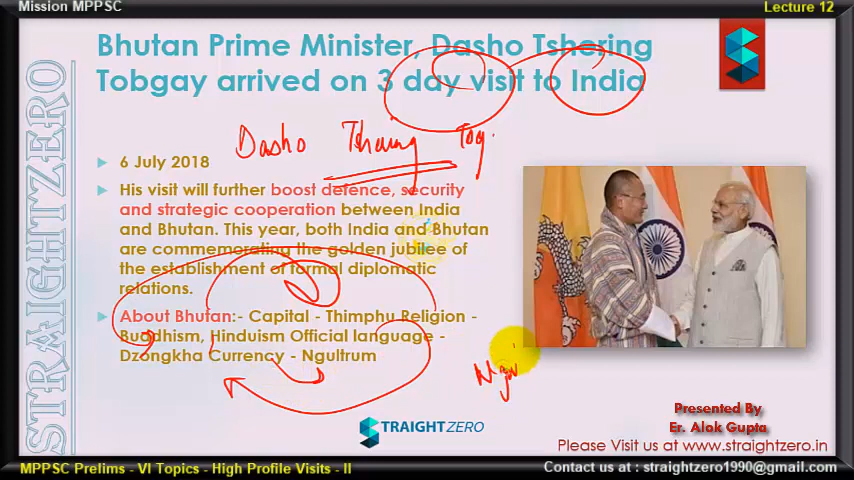 Mission MPPSC
Lecture 12
Bhutan Prime Minister, Dasho Tshering
Tobgay arrived on 3 day visit to India
Dasho Tshering Tog.
6 July 2018
His visit will further boost defence, security
and strategic cooperation between India
and Bhutan. This year, both India and Bhutan
are commemorating the golden jubilee of
the establishment of formal diplomatic
relations.
About Bhutan:- Capital - Thimphu Religion -
Buddhism, Hinduism Official language -
Dzongkha Currency - Ngultrum
STRAIGHTZERO
STRAIGHTZERO
Presented By
Er. Alok Gupta
Please Visit us at www.straightzero.in
MPPSC Prelims - VI Topics - High Profile Visits - II
Contact us at : straightzero1990@gmail.com